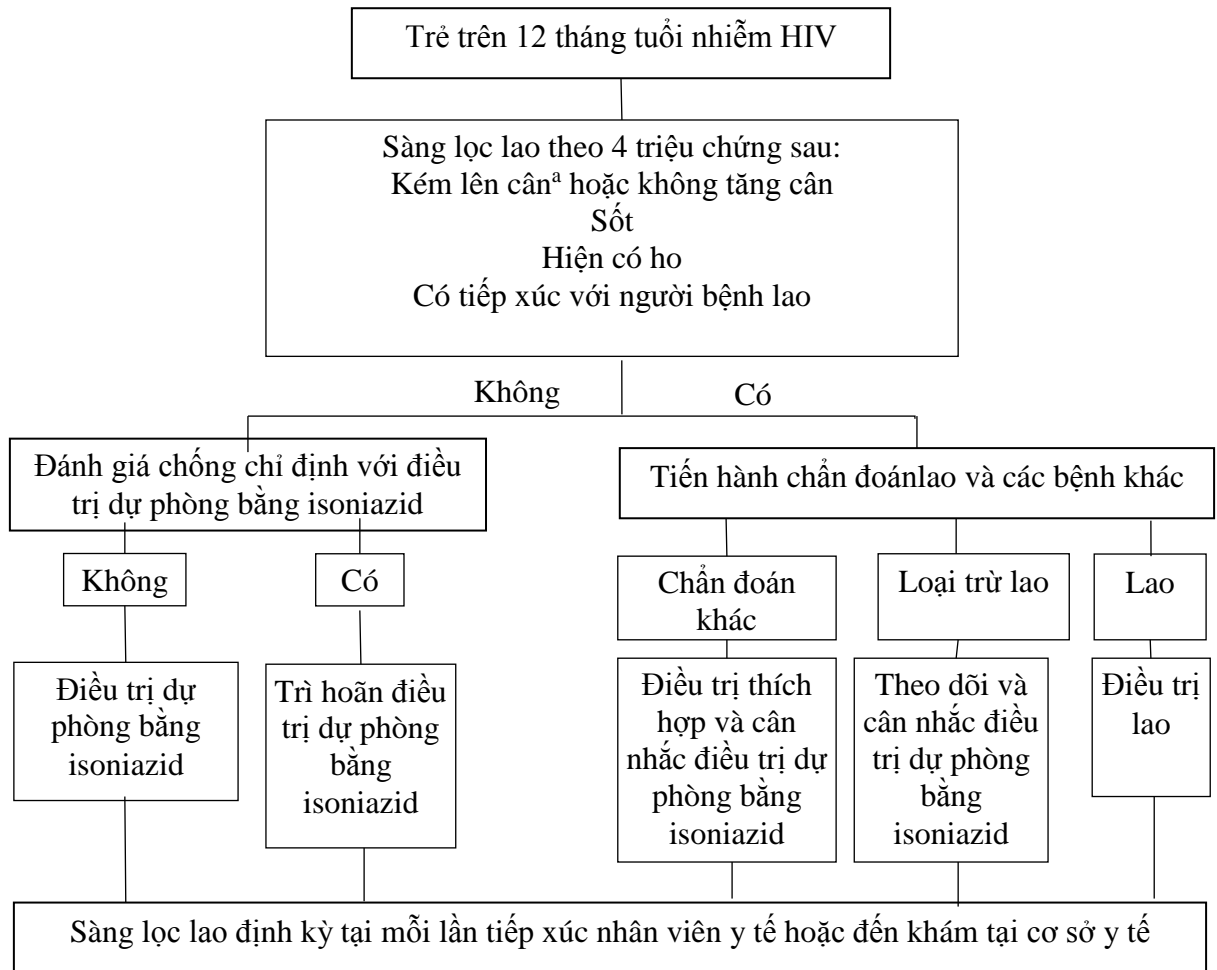 Trẻ trên 12 tháng tuổi nhiễm HIV
Sàng lọc lao theo 4 triệu chứng sau:
Kém lên cânᵃ hoặc không tăng cân
Sốt
Hiện có ho
Có tiếp xúc với người bệnh lao
Không
Có
Đánh giá chống chỉ định với điều
trị dự phòng bằng isoniazid
Tiến hành chẩn đoánlao và các bệnh khác
Không
Có
Chẩn đoán
khác
Loại trừ lao
Lao
Điều trị dự
phòng bằng
isoniazid
Trì hoãn điều
trị dự phòng
bằng
isoniazid
Điều trị thích
hợp và cân
nhắc điều trị dự
phòng bằng
isoniazid
Theo dõi và
cân nhắc điều
trị dự phòng
bằng
isoniazid
Điều trị
lao
Sàng lọc lao định kỳ tại mỗi lần tiếp xúc nhân viên y tế hoặc đến khám tại cơ sở y tế